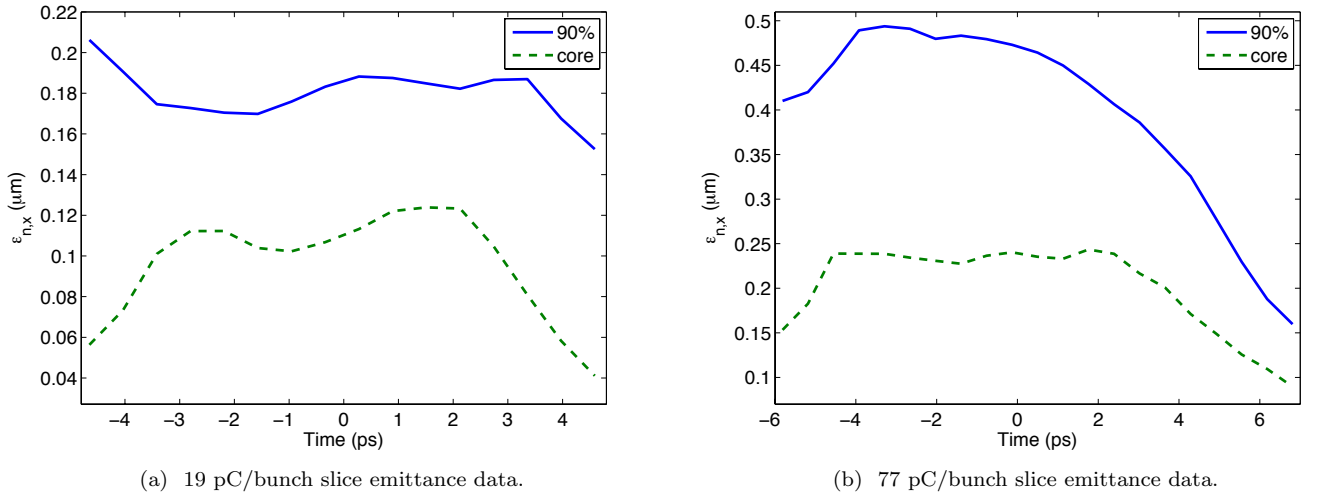 0.22
0.2
0.18
0.16
0.14
0.12
0.1
0.08
0.06
0.04
ε_{n,x} (μm)
−4 −3 −2 −1 0 1 2 3 4
Time (ps)
90%
core
(a) 19 pC/bunch slice emittance data.
0.5
0.45
0.4
0.35
0.3
0.25
0.2
0.15
0.1
ε_{n,x} (μm)
−6 −4 −2 0 2 4 6
Time (ps)
90%
core
(b) 77 pC/bunch slice emittance data.